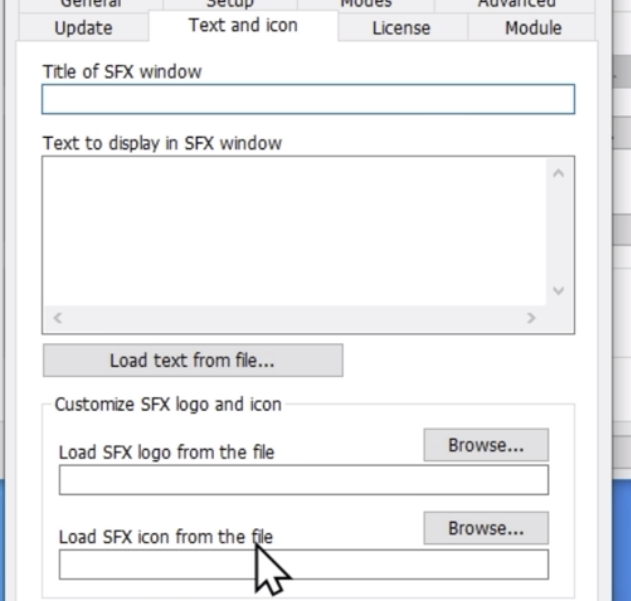 General Setup Modes Advanced
Update Text and icon License Module
Title of SFX window
Text to display in SFX window
Load text from file...
Customize SFX logo and icon
Browse...
Load SFX logo from the file
Browse...
Load SFX icon from the file